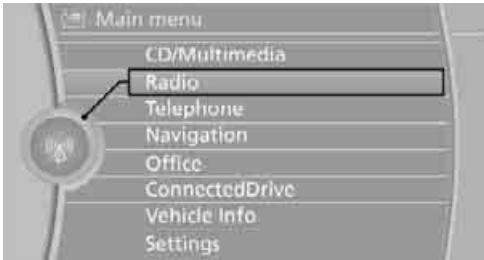 Main menu
CD/Multimedia
Radio
Telephone
Navigation
Office
ConnectedDrive
Vehicle Info
Settings